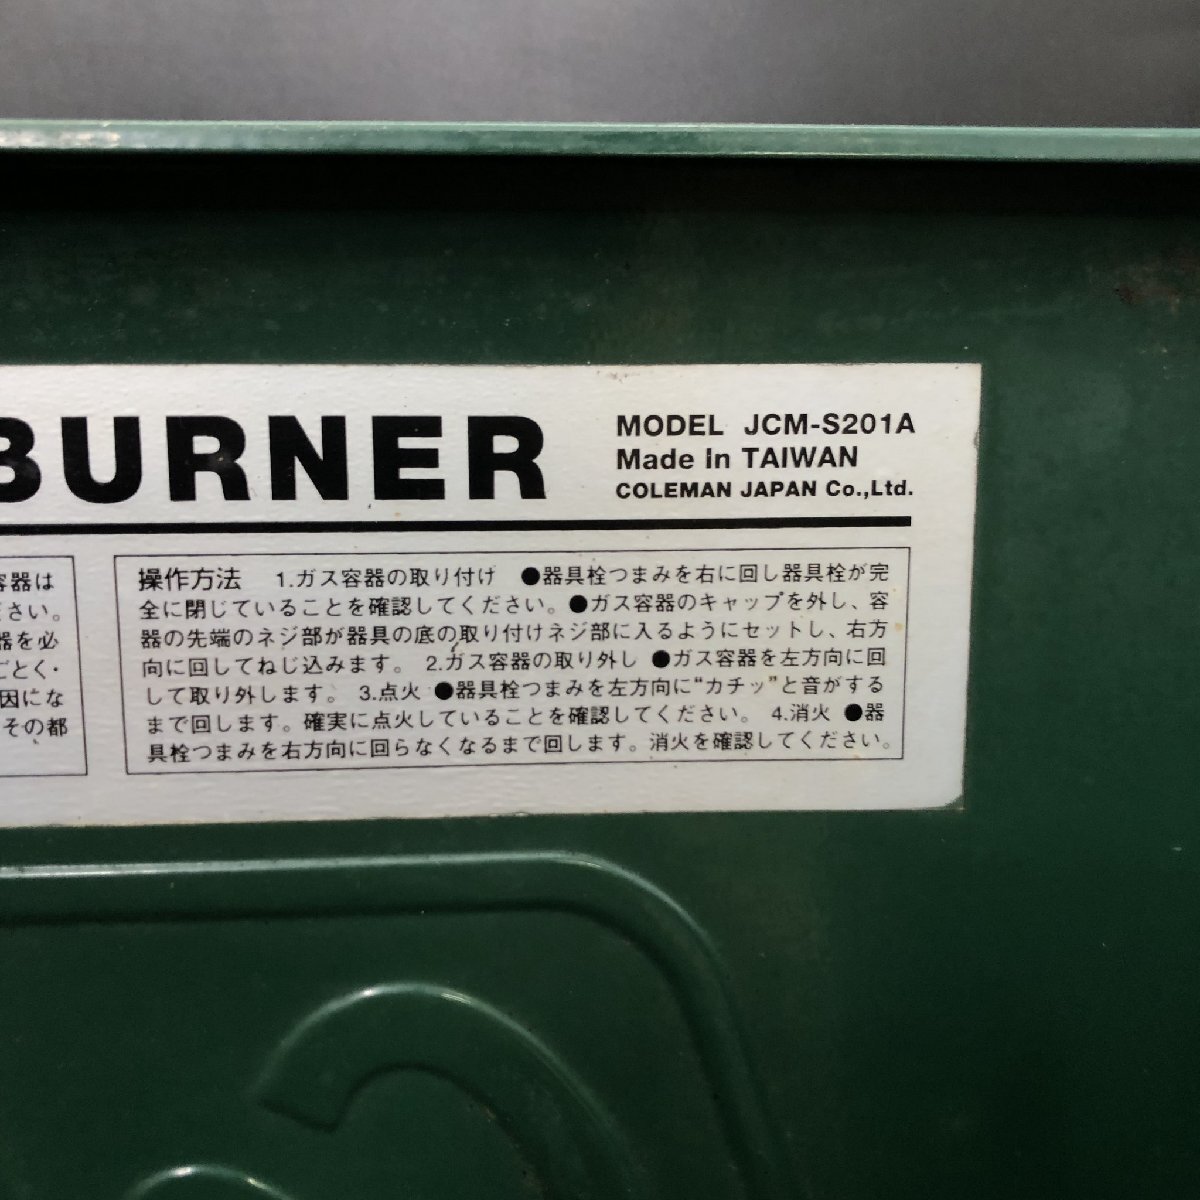 BURNER
MODEL JCM-S201A
Made in TAIWAN
COLEMAN JAPAN Co.,Ltd.
容器は
ださい。
器を必
ごとく・
因にな
その都
操作方法 1.ガス容器の取り付け ●器具栓つまみを右に回し器具栓が完
全に閉じていることを確認してください。●ガス容器のキャップを外し、容
器の先端のネジ部が器具の底の取り付けネジ部に入るようにセットし、右方
向に回してねじ込みます。 2.ガス容器の取り外し ●ガス容器を左方向に回
して取り外します。 3.点火 ●器具栓つまみを左方向に“カチッ”と音がする
まで回します。確実に点火していることを確認してください。 4.消火 ●器
具栓つまみを右方向に回らなくなるまで回します。消火を確認してください。